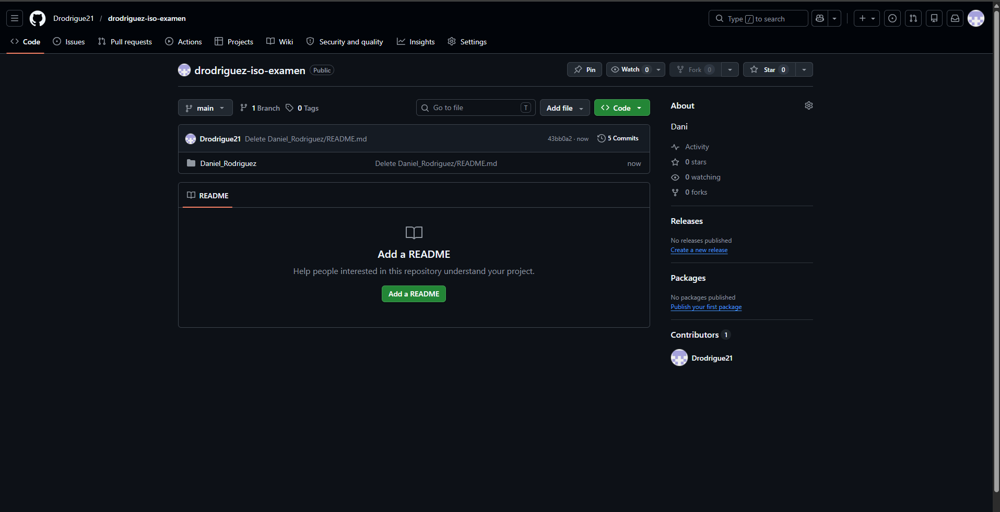 Drodrigue21 / drodriguez-iso-examen
Type / to search
Code
Issues
Pull requests
Actions
Projects
Wiki
Security and quality
Insights
Settings
drodriguez-iso-examen Public
Pin
Watch 0
Fork 0
Star 0
main
1 Branch
0 Tags
Go to file
T
Add file
Code
Drodrigue21 Delete Daniel_Rodriguez/README.md
43bb0a2 · now
5 Commits
Daniel_Rodriguez
Delete Daniel_Rodriguez/README.md
now
README
Add a README
Help people interested in this repository understand your project.
Add a README
About
Dani
Activity
0 stars
0 watching
0 forks
Releases
No releases published
Create a new release
Packages
No packages published
Publish your first package
Contributors 1
Drodrigue21